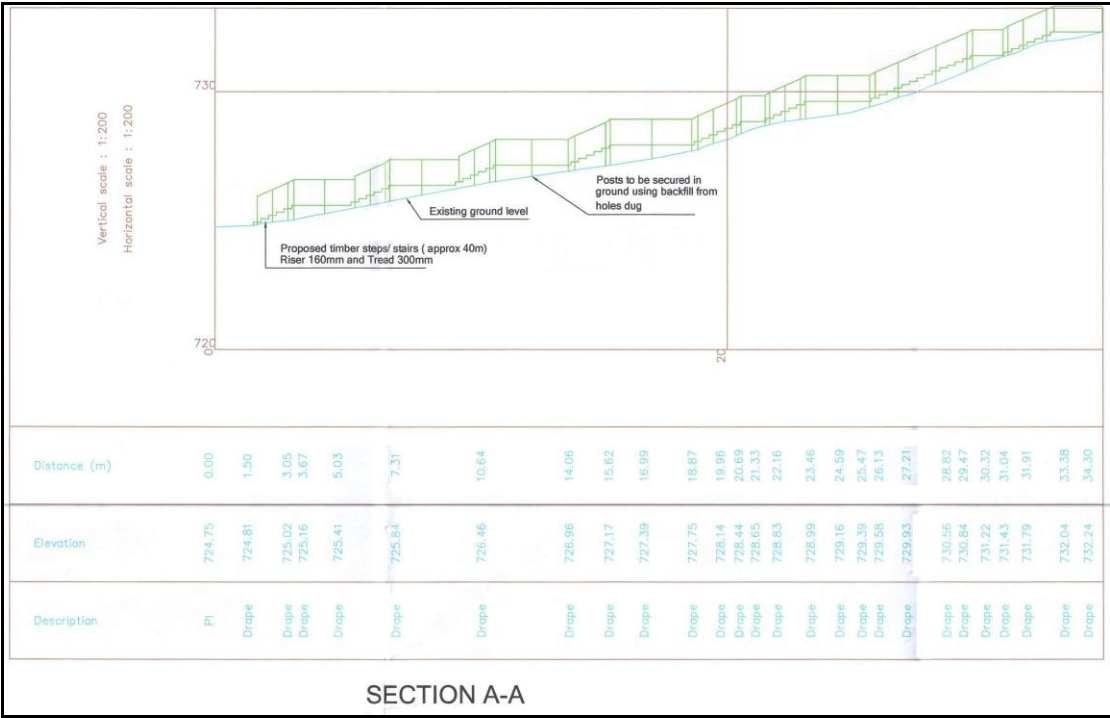 Vertical scale : 1:200
Horizontal scale : 1:200
730
720
0
20
Existing ground level
Posts to be secured in
ground using backfill from
holes dug
Proposed timber steps/ stairs ( approx 40m)
Riser 160mm and Tread 300mm
Distance (m) 0.00 1.50 3.05 3.67 5.03 7.31 10.64 14.06 15.62 16.99 18.87 19.96 20.69 21.33 22.16 23.46 24.59 25.47 26.13 27.21 28.82 29.47 30.32 31.04 31.91 33.38 34.30
Elevation 724.75 724.81 725.02 725.16 725.41 725.84 726.46 726.96 727.17 727.39 727.75 728.14 728.44 728.65 728.83 728.99 729.16 729.39 729.58 729.93 730.56 730.84 731.22 731.43 731.79 732.04 732.24
Description PI Drape Drape Drape Drape Drape Drape Drape Drape Drape Drape Drape Drape Drape Drape Drape Drape Drape Drape Drape Drape Drape Drape Drape Drape Drape Drape
SECTION A-A